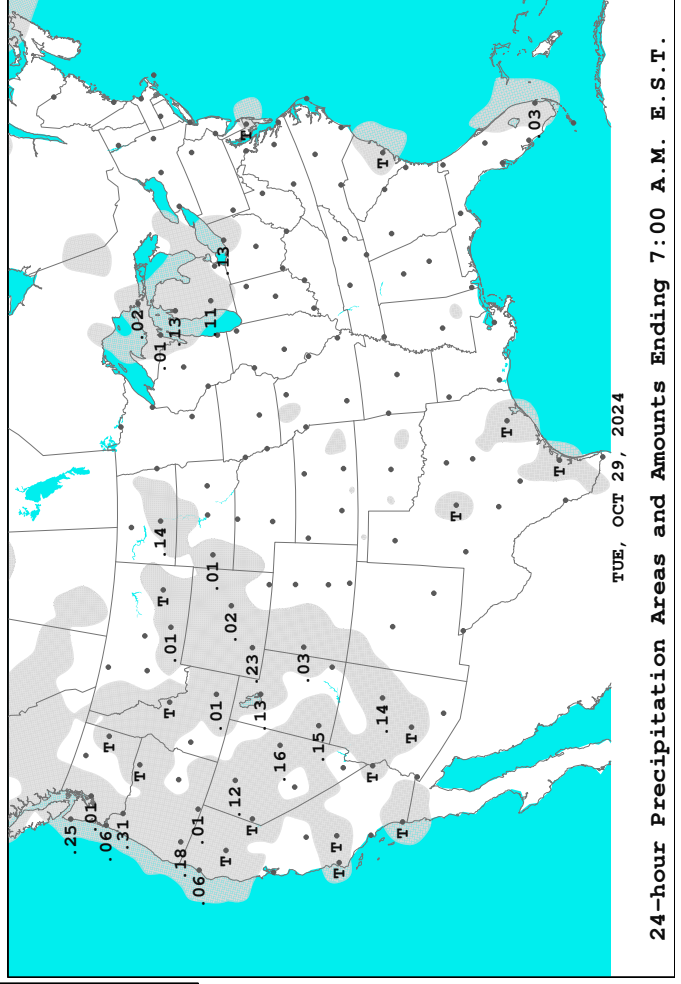 .25
.01
.06
T
.31
.02
T
.01
.14
T
T
.01
.13
.18
.06
.01
.11
.01
.01
.13
T
.02
.12
T
.23
T
.13
.16
.03
.15
T
T
T
.14
T
T
T
T
T
.03
T
TUE, OCT 29, 2024
24-hour Precipitation Areas and Amounts Ending 7:00 A.M. E.S.T.